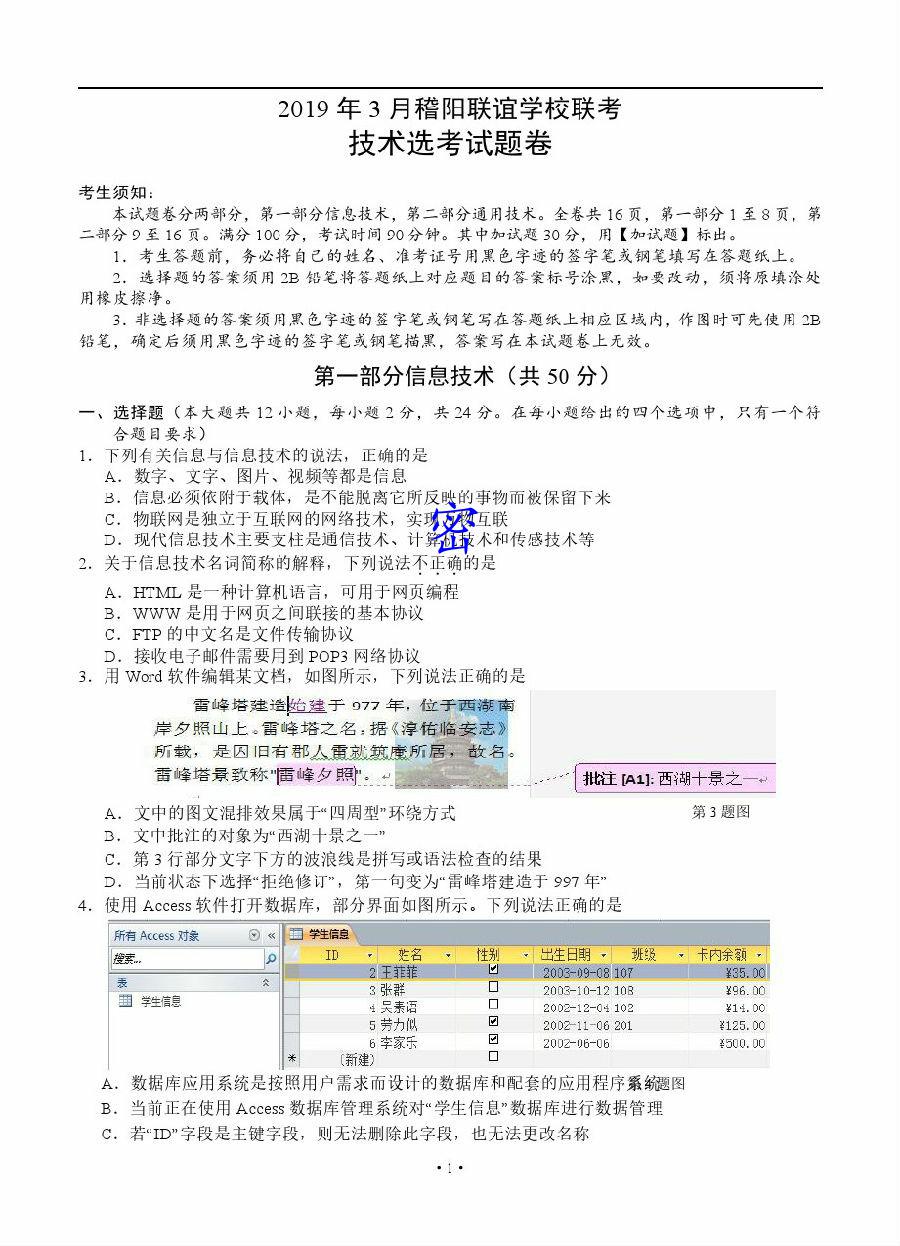 2019 年 3 月稽阳联谊学校联考
技术选考试题卷
考生须知：
本试题卷分两部分，第一部分信息技术，第二部分通用技术。全卷共 16 页，第一部分 1 至 8 页，第
二部分 9 至 16 页。满分 100 分，考试时间 90 分钟。其中加试题 30 分，用【加试题】标出。
1．考生答题前，务必将自己的姓名、准考证号用黑色字迹的签字笔或钢笔填写在答题纸上。
2．选择题的答案须用 2B 铅笔将答题纸上对应题目的答案标号涂黑，如要改动，须将原填涂处
用橡皮擦净。
3．非选择题的答案须用黑色字迹的签字笔或钢笔写在答题纸上相应区域内，作图时可先使用 2B
铅笔，确定后须用黑色字迹的签字笔或钢笔描黑，答案写在本试题卷上无效。
第一部分信息技术（共 50 分）
一、选择题（本大题共 12 小题，每小题 2 分，共 24 分。在每小题给出的四个选项中，只有一个符
合题目要求）
1．下列有关信息与信息技术的说法，正确的是
A．数字、文字、图片、视频等都是信息
B．信息必须依附于载体，是不能脱离它所反映的事物而被保留下来
C．物联网是独立于互联网的网络技术，实现万物互联
密
D．现代信息技术主要支柱是通信技术、计算机技术和传感技术等
2．关于信息技术名词简称的解释，下列说法不正确的是
A．HTML 是一种计算机语言，可用于网页编程
B．WWW 是用于网页之间联接的基本协议
C．FTP 的中文名是文件传输协议
D．接收电子邮件需要用到 POP3 网络协议
3．用 Word 软件编辑某文档，如图所示，下列说法正确的是
雷峰塔建造始建于 977 年，位于西湖南
岸夕照山上。雷峰塔之名，据《淳佑临安志》
所载，是因旧有郡人雷就筑庵所居，故名。
雷峰塔景致称"雷峰夕照"。
批注 [A1]: 西湖十景之一
A．文中的图文混排效果属于“四周型”环绕方式
第 3 题图
B．文中批注的对象为“西湖十景之一”
C．第 3 行部分文字下方的波浪线是拼写或语法检查的结果
D．当前状态下选择“拒绝修订”，第一句变为“雷峰塔建造于 997 年”
4．使用 Access 软件打开数据库，部分界面如图所示。下列说法正确的是
所有 Access 对象 «
搜索...
表
学生信息
学生信息
ID 姓名 性别 出生日期 班级 卡内余额
2 王菲菲 2003-09-08 107 ¥35.00
3 张群 2003-10-12 108 ¥96.00
4 吴素语 2002-12-04 102 ¥14.00
5 劳力似 2002-11-06 201 ¥125.00
6 李家乐 2002-06-06 ¥500.00
* (新建)
A．数据库应用系统是按照用户需求而设计的数据库和配套的应用程序系统
题图
B．当前正在使用 Access 数据库管理系统对“学生信息”数据库进行数据管理
C．若“ID”字段是主键字段，则无法删除此字段，也无法更改名称
• 1 •